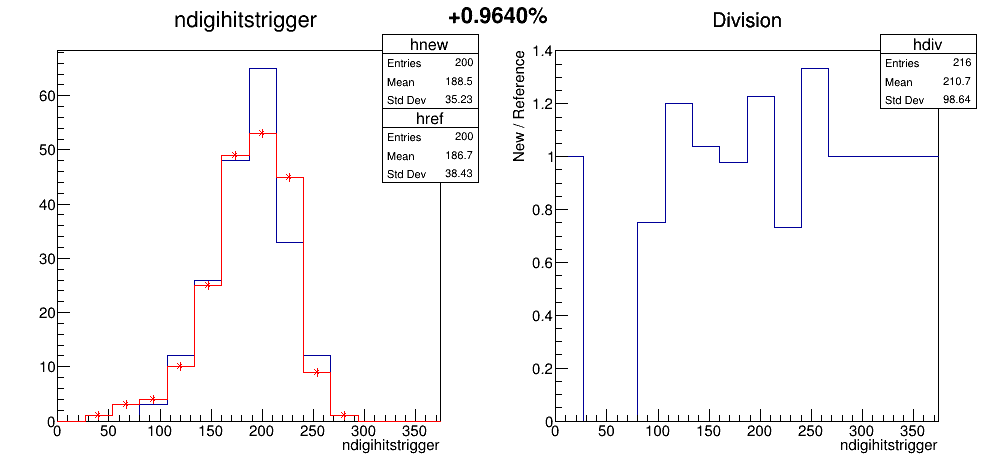 +0.9640%
ndigihitstrigger
hnew
Entries 200
Mean 188.5
Std Dev 35.23
href
Entries 200
Mean 186.7
Std Dev 38.43
60
50
40
30
20
10
0
0 50 100 150 200 250 300 350
ndigihitstrigger
Division
hdiv
Entries 216
Mean 210.7
Std Dev 98.64
New / Reference
1.4
1.2
1
0.8
0.6
0.4
0.2
0
0 50 100 150 200 250 300 350
ndigihitstrigger